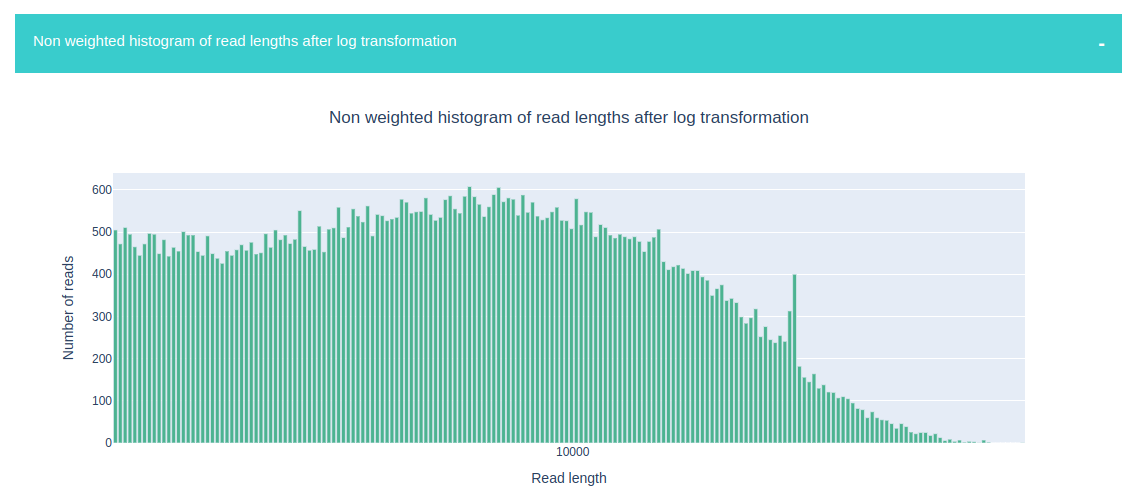 Non weighted histogram of read lengths after log transformation
-
Non weighted histogram of read lengths after log transformation
600
500
400
300
200
100
0
Number of reads
10000
Read length